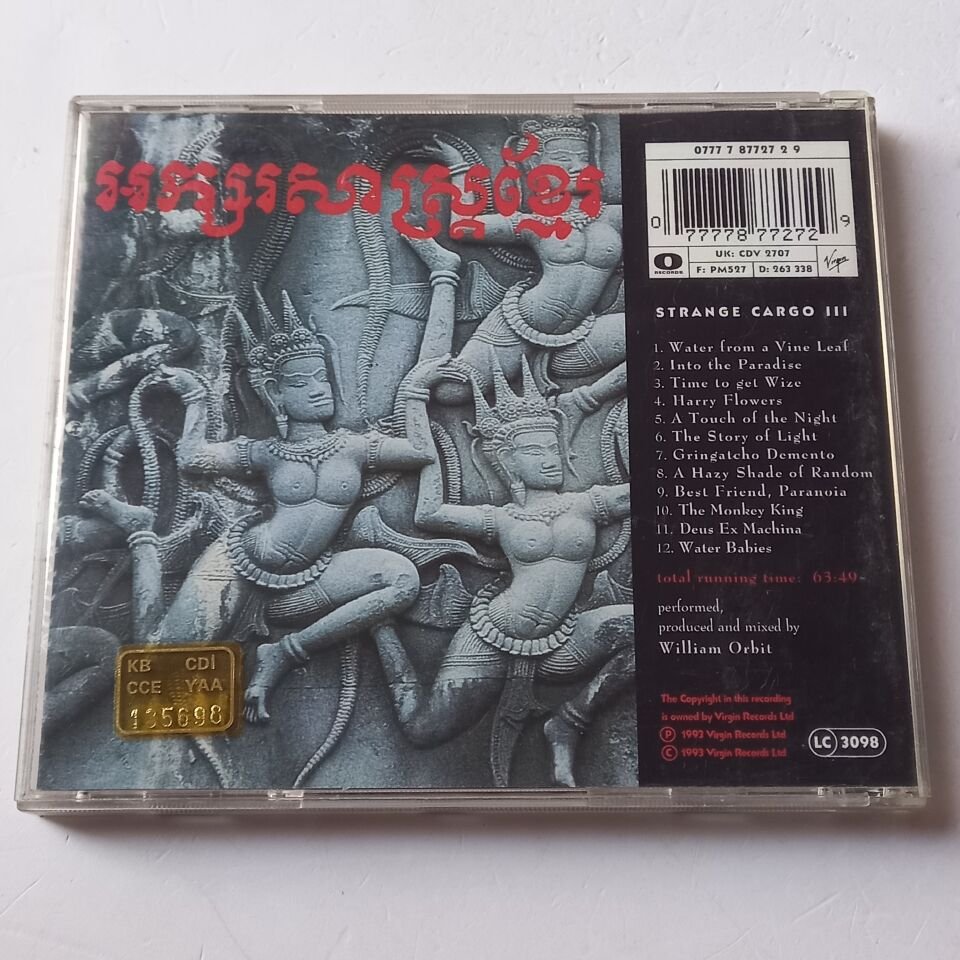 អក្សរសាស្ត្រខ្មែរ
KB CDI
CCE YAA
135698
0777 7 87727 2 9
0 77778 77272 9
O RECORDS
UK: CDV 2707
F: PM527 D: 263 338
Virgin
STRANGE CARGO III
1. Water from a Vine Leaf
2. Into the Paradise
3. Time to get Wize
4. Harry Flowers
5. A Touch of the Night
6. The Story of Light
7. Gringatcho Demento
8. A Hazy Shade of Random
9. Best Friend, Paranoia
10. The Monkey King
11. Deus Ex Machina
12. Water Babies
total running time: 63:49
performed,
produced and mixed by
William Orbit
The Copyright in this recording
is owned by Virgin Records Ltd
Ⓟ 1993 Virgin Records Ltd
© 1993 Virgin Records Ltd
LC 3098